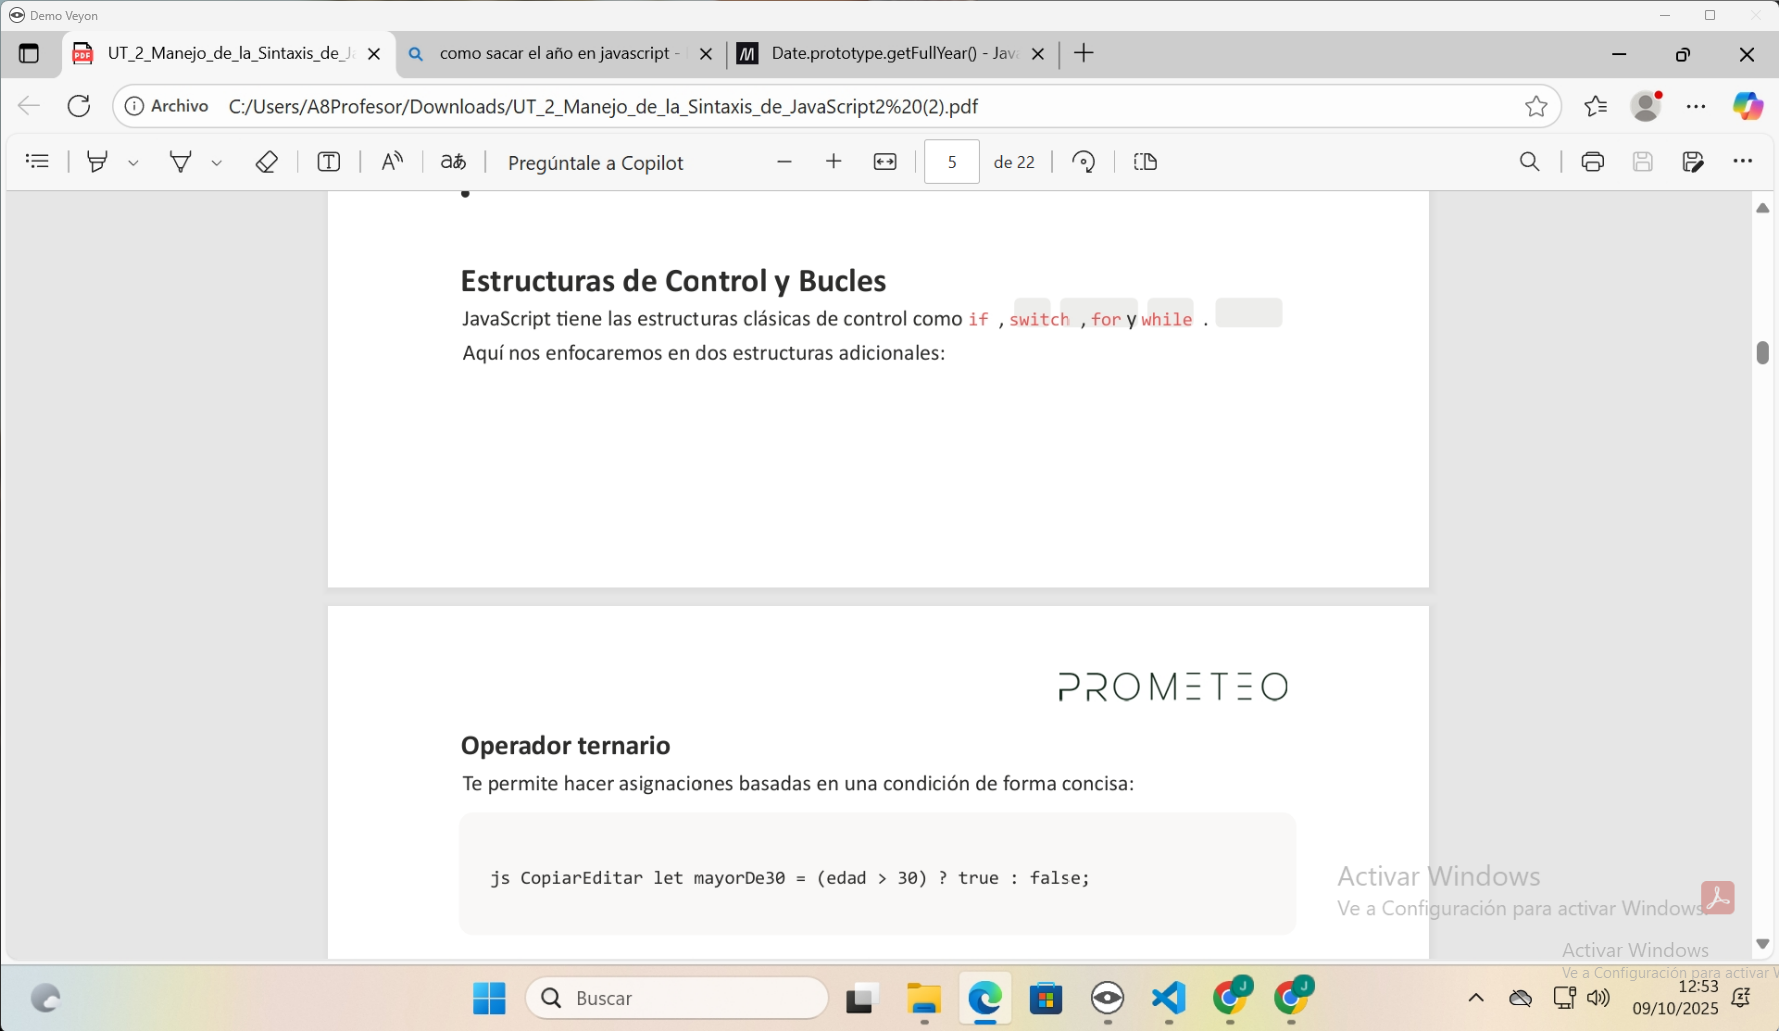 Demo Veyon
UT_2_Manejo_de_la_Sintaxis_de_Ja
como sacar el año en javascript -
Date.prototype.getFullYear() - Java
Archivo
C:/Users/A8Profesor/Downloads/UT_2_Manejo_de_la_Sintaxis_de_JavaScript2%20(2).pdf
Pregúntale a Copilot
5
de 22
Estructuras de Control y Bucles
JavaScript tiene las estructuras clásicas de control como if , switch , for y while .
Aquí nos enfocaremos en dos estructuras adicionales:
PROMETEO
Operador ternario
Te permite hacer asignaciones basadas en una condición de forma concisa:
js CopiarEditar let mayorDe30 = (edad > 30) ? true : false;
Activar Windows
Ve a Configuración para activar Windows.
Activar Windows
Ve a Configuración para activar W
Buscar
12:53
09/10/2025